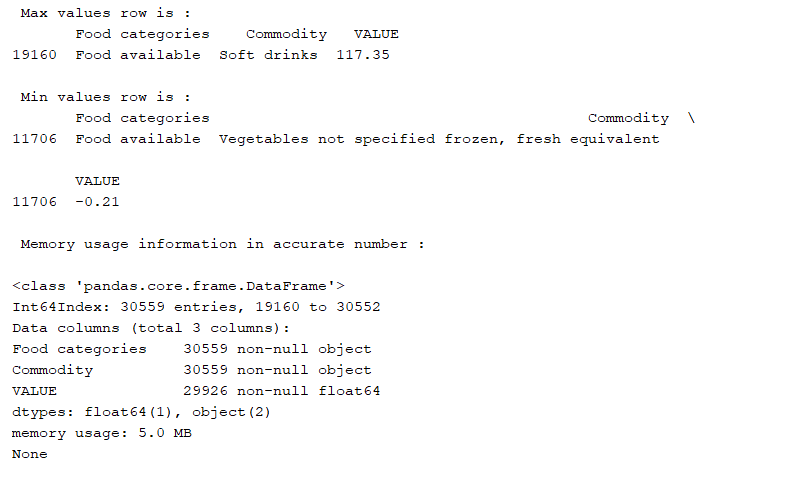 Max values row is :
Food categories Commodity VALUE
19160 Food available Soft drinks 117.35
Min values row is :
Food categories Commodity \
11706 Food available Vegetables not specified frozen, fresh equivalent
VALUE
11706 -0.21
Memory usage information in accurate number :
<class 'pandas.core.frame.DataFrame'>
Int64Index: 30559 entries, 19160 to 30552
Data columns (total 3 columns):
Food categories 30559 non-null object
Commodity 30559 non-null object
VALUE 29926 non-null float64
dtypes: float64(1), object(2)
memory usage: 5.0 MB
None